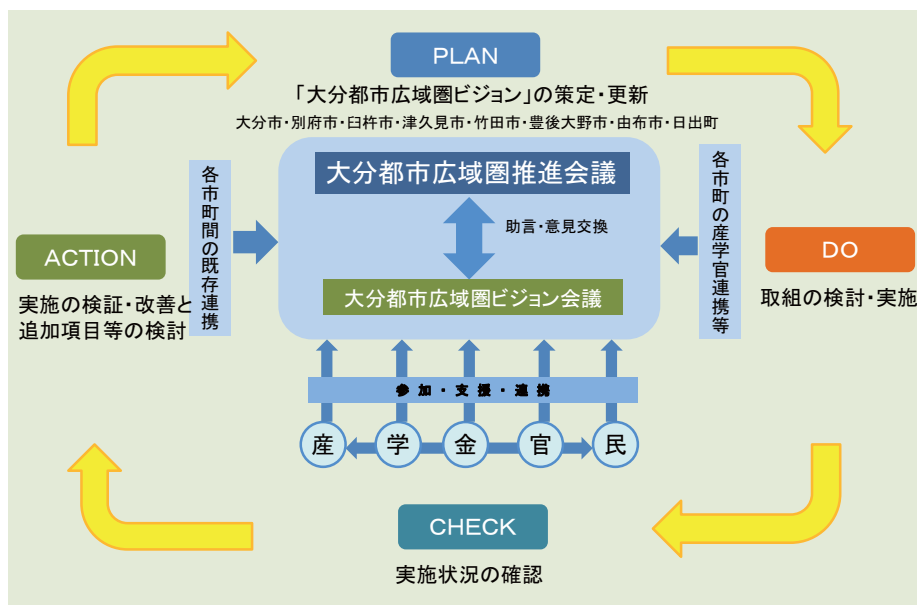 PLAN
「大分都市広域圏ビジョン」の策定・更新
大分市・別府市・臼杵市・津久見市・竹田市・豊後大野市・由布市・日出町
大分都市広域圏推進会議
助言・意見交換
大分都市広域圏ビジョン会議
各市町間の既存連携
各市町の産学官連携等
ACTION
実施の検証・改善と
追加項目等の検討
DO
取組の検討・実施
参加・支援・連携
産 学 金 官 民
CHECK
実施状況の確認